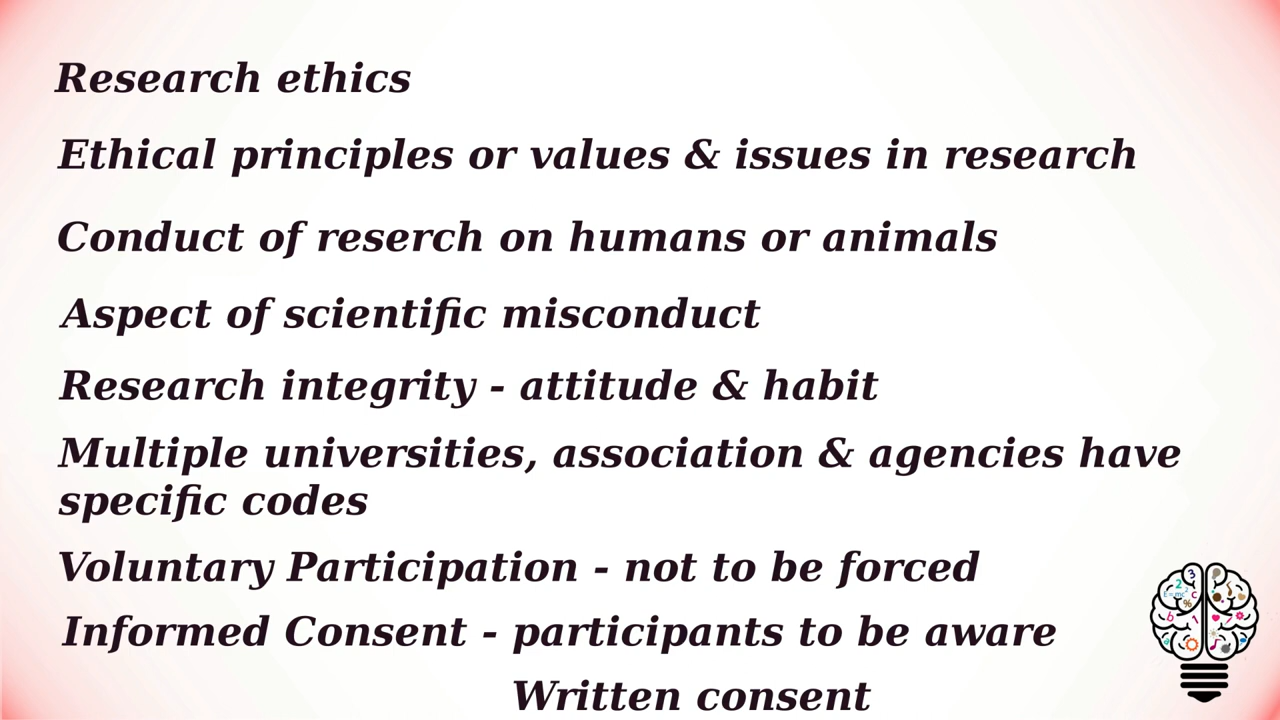 Research ethics
Ethical principles or values & issues in research
Conduct of reserch on humans or animals
Aspect of scientific misconduct
Research integrity - attitude & habit
Multiple universities, association & agencies have
specific codes
Voluntary Participation - not to be forced
Informed Consent - participants to be aware
Written consent